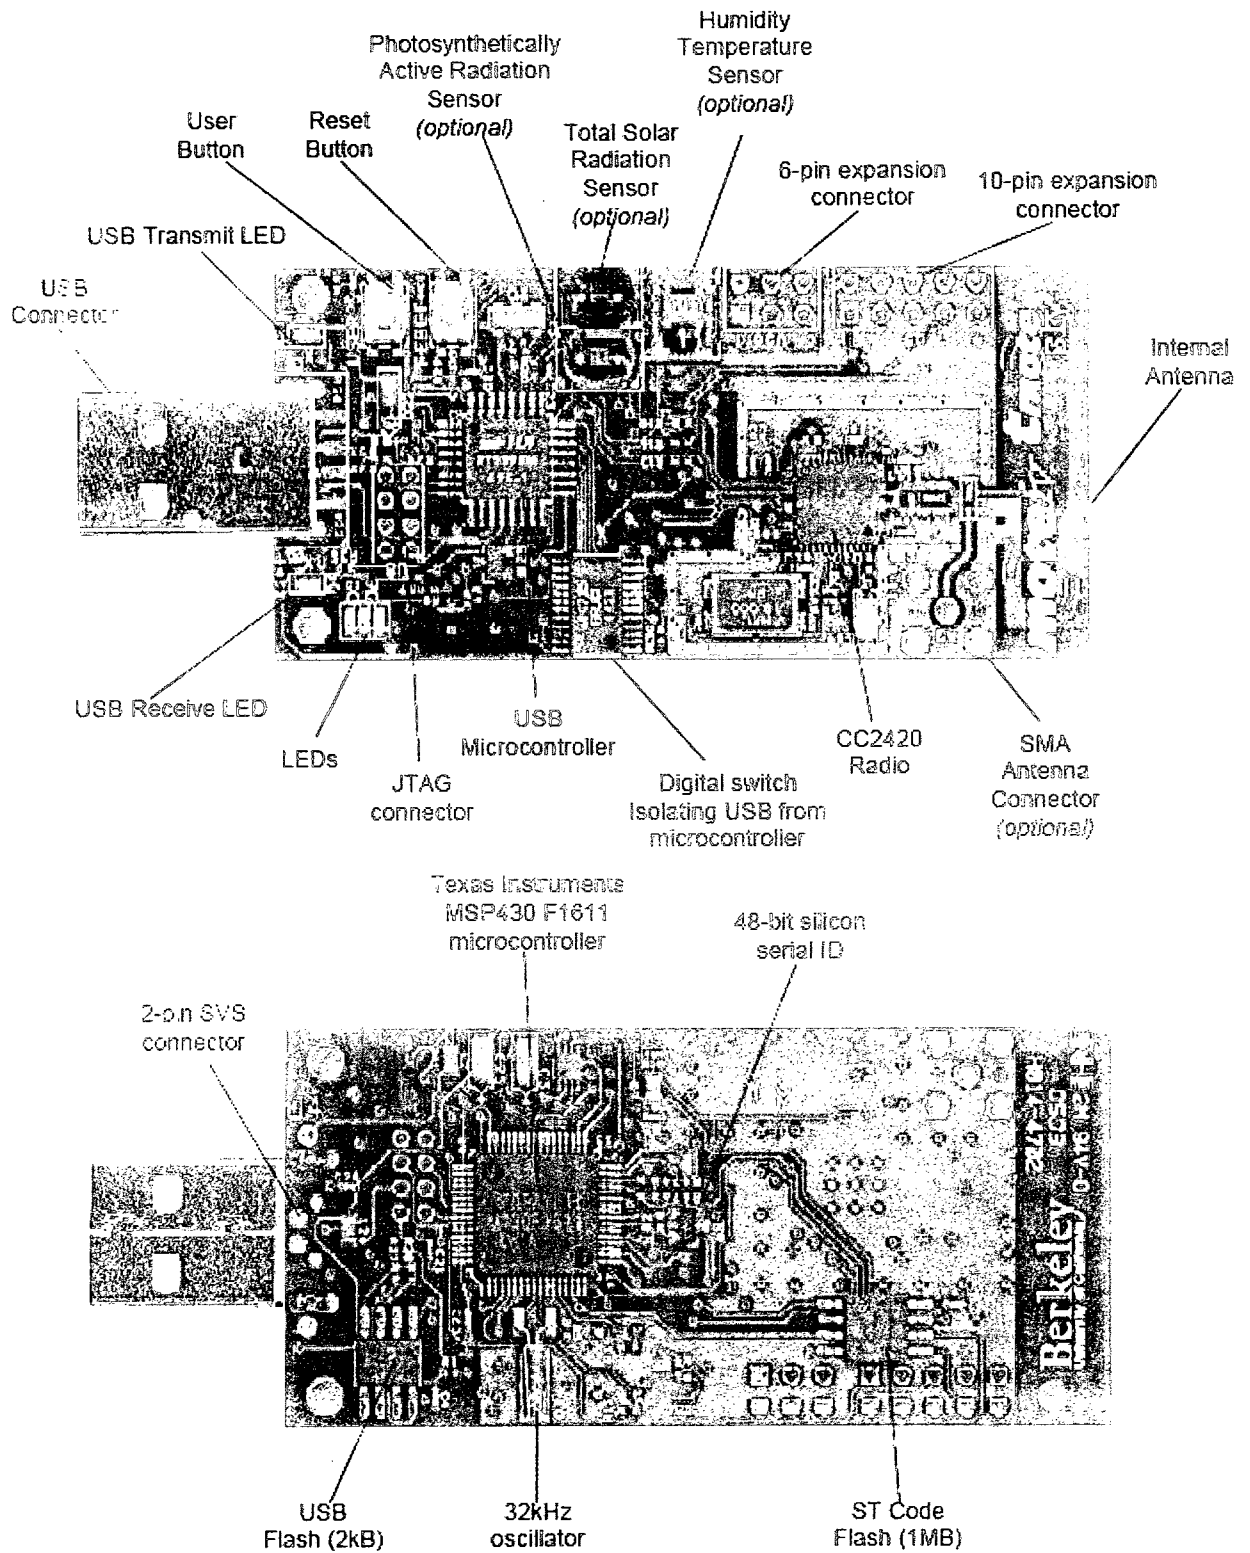 Humidity
Temperature
Sensor
(optional)
Photosynthetically
Active Radiation
Sensor
(optional)
User
Button
Reset
Button
Total Solar
Radiation
Sensor
(optional)
6-pin expansion
connector
10-pin expansion
connector
USB Transmit LED
USB
Connector
Internal
Antenna
USB Receive LED
LEDs
JTAG
connector
USB
Microcontroller
Digital switch
Isolating USB from
microcontroller
CC2420
Radio
SMA
Antenna
Connector
(optional)
Texas Instruments
MSP430 F1611
microcontroller
48-bit silicon
serial ID
2-pin SVS
connector
Berkeley
USB
Flash (2kB)
32kHz
oscillator
ST Code
Flash (1MB)